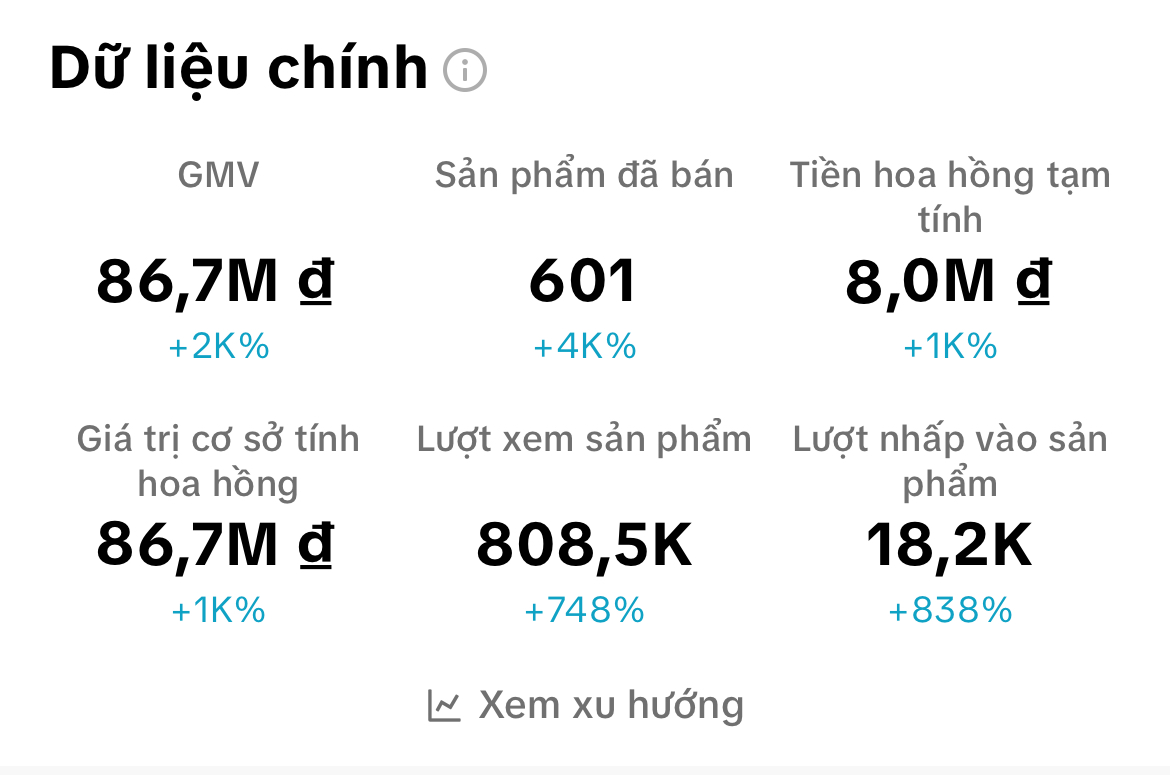 Dữ liệu chính
GMV
Sản phẩm đã bán
Tiền hoa hồng tạm
tính
86,7M ₫
601
8,0M ₫
+2K%
+4K%
+1K%
Giá trị cơ sở tính
hoa hồng
Lượt xem sản phẩm
Lượt nhấp vào sản
phẩm
86,7M ₫
808,5K
18,2K
+1K%
+748%
+838%
Xem xu hướng